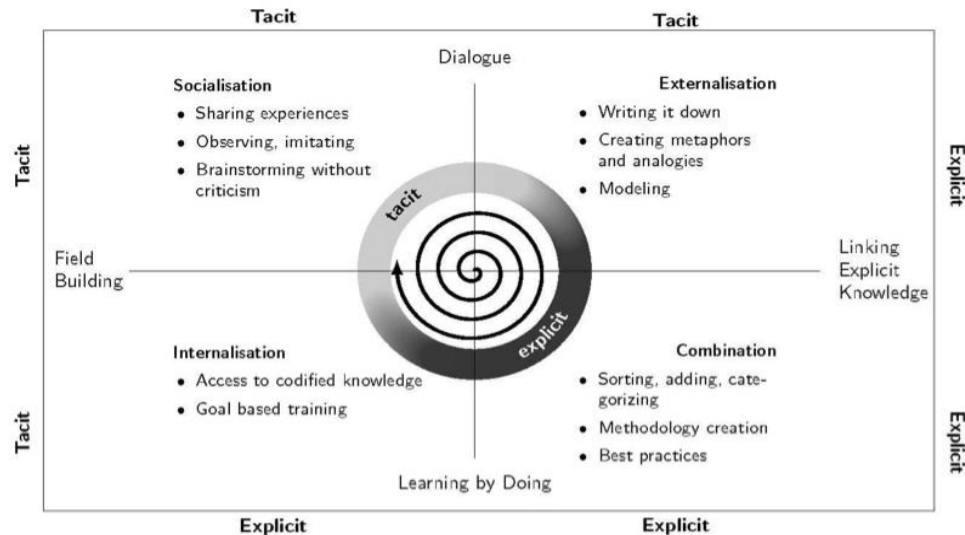 Tacit
Tacit
Dialogue
Socialisation
• Sharing experiences
• Observing, imitating
• Brainstorming without
criticism
Externalisation
• Writing it down
• Creating metaphors
and analogies
• Modeling
Tacit
Explicit
tacit
Field
Building
Linking
Explicit
Knowledge
explicit
Internalisation
• Access to codified knowledge
• Goal based training
Combination
• Sorting, adding, cate-
gorizing
• Methodology creation
• Best practices
Tacit
Explicit
Learning by Doing
Explicit
Explicit